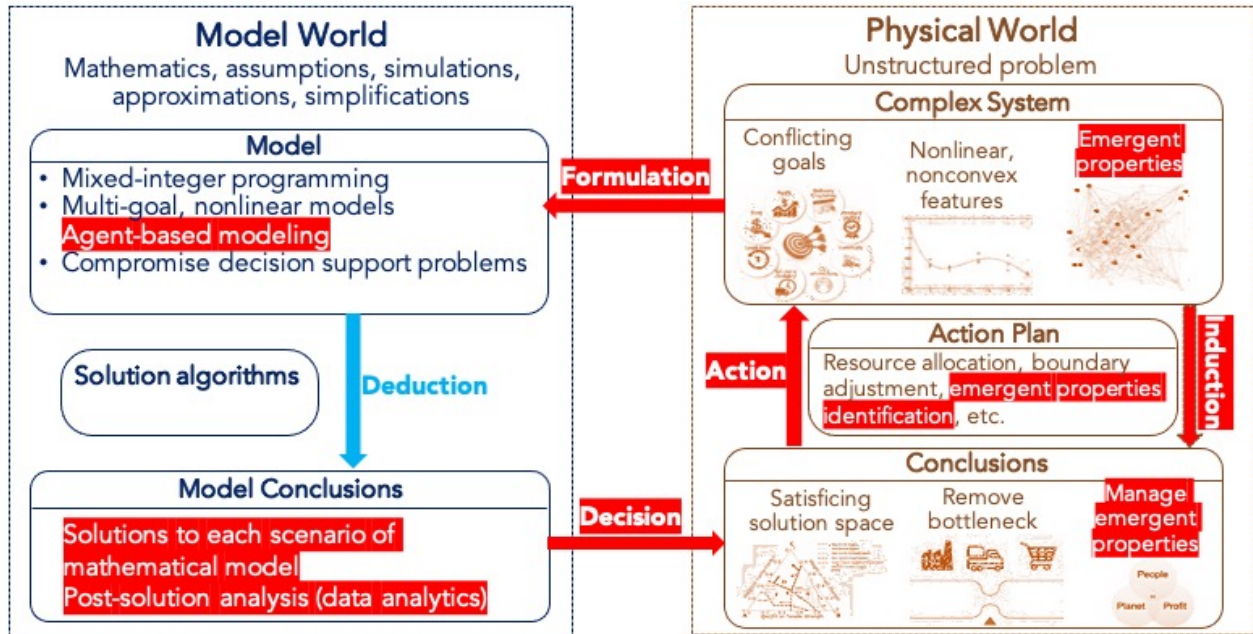 Model World
Mathematics, assumptions, simulations,
approximations, simplifications
Model
• Mixed-integer programming
• Multi-goal, nonlinear models
Agent-based modeling
• Compromise decision support problems
Solution algorithms
Deduction
Model Conclusions
Solutions to each scenario of
mathematical model
Post-solution analysis (data analytics)
Formulation
Decision
Physical World
Unstructured problem
Complex System
Conflicting
goals
Nonlinear,
nonconvex
features
Emergent
properties
Action
Action Plan
Resource allocation, boundary
adjustment, emergent properties
identification, etc.
Induction
Conclusions
Satisficing
solution space
Remove
bottleneck
Manage
emergent
properties
People
Planet
Profit